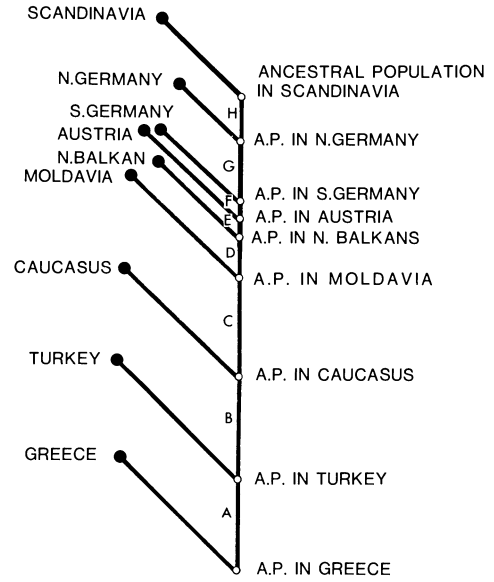 SCANDINAVIA
ANCESTRAL POPULATION
IN SCANDINAVIA
N.GERMANY
H
A.P. IN N.GERMANY
S.GERMANY
AUSTRIA
N.BALKAN
MOLDAVIA
G
A.P. IN S.GERMANY
F
A.P. IN AUSTRIA
E
A.P. IN N. BALKANS
D
A.P. IN MOLDAVIA
CAUCASUS
C
A.P. IN CAUCASUS
TURKEY
B
A.P. IN TURKEY
GREECE
A
A.P. IN GREECE